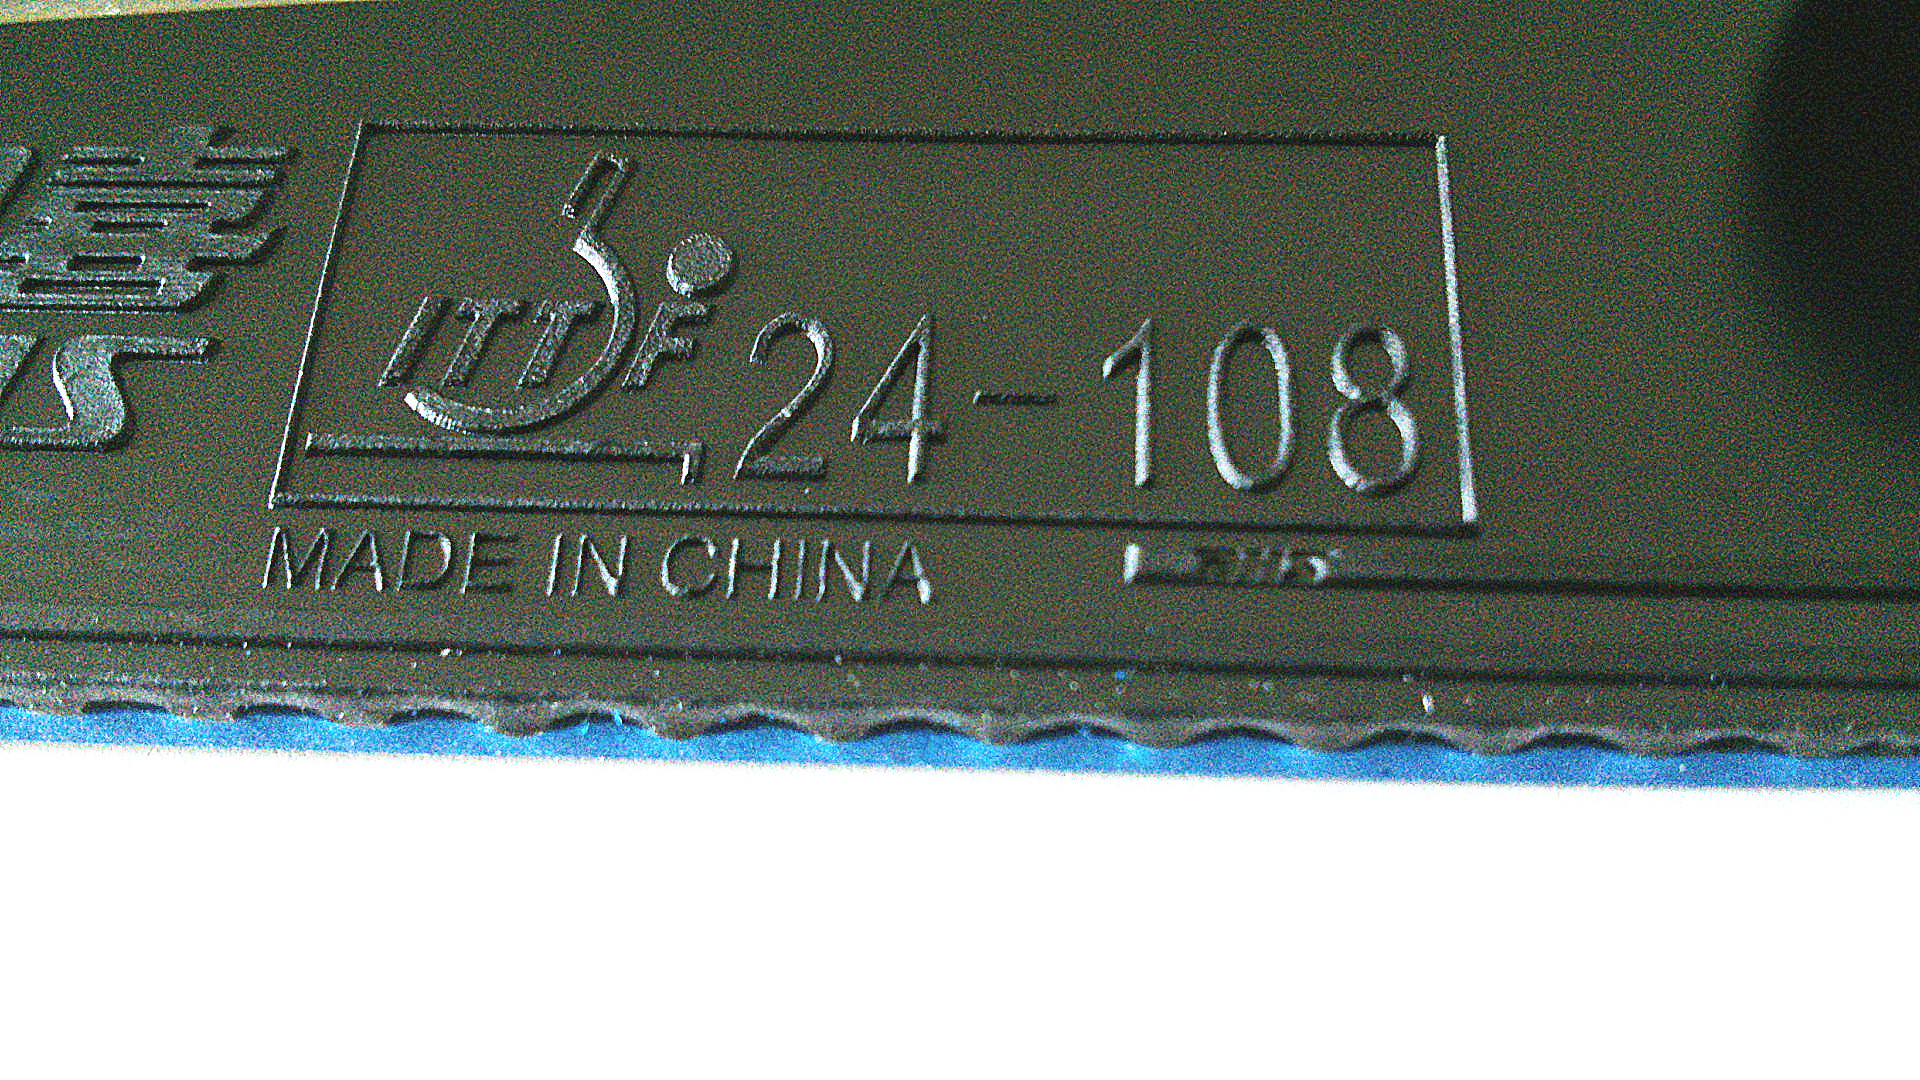 ITTF 24-108
MADE IN CHINA